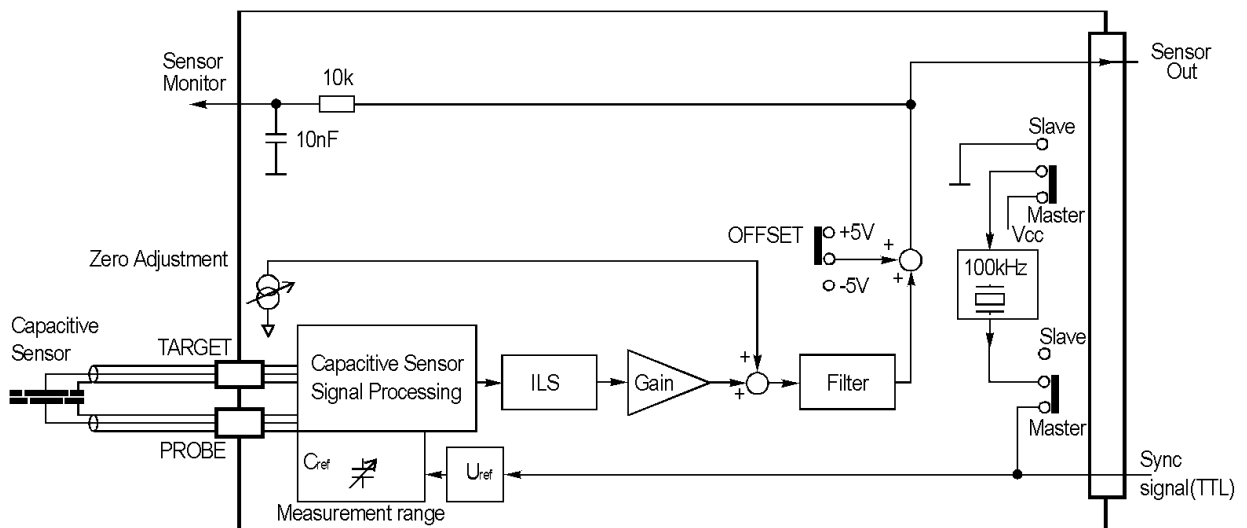 Sensor
Monitor
10k
10nF
Sensor
Out
Slave
Master
Vcc
OFFSET
+5V
-5V
+
+
100kHz
Zero Adjustment
Capacitive
Sensor
TARGET
Capacitive Sensor
Signal Processing
ILS
Gain
+
+
Filter
Slave
Master
PROBE
Cref
Uref
Measurement range
Sync
signal(TTL)